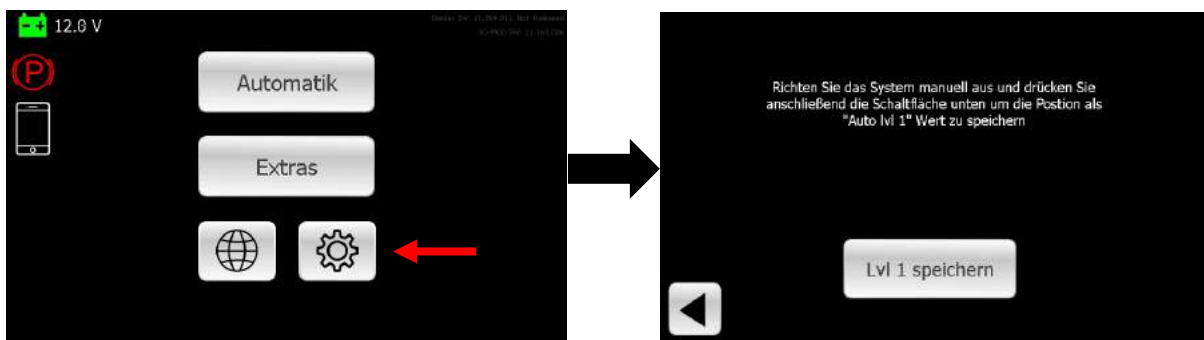 12.8 V
P
Automatik
Extras
Richten Sie das System manuell aus und drücken Sie
anschließend die Schaltfläche unten um die Postion als
"Auto lvl 1" Wert zu speichern
Lvl 1 speichern